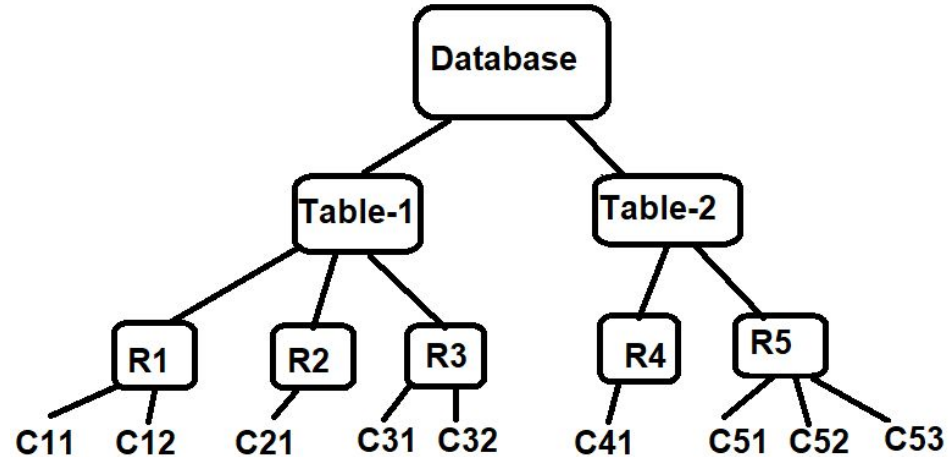 Database
Table-1 Table-2
R1 R2 R3 R4 R5
C11 C12 C21 C31 C32 C41 C51 C52 C53